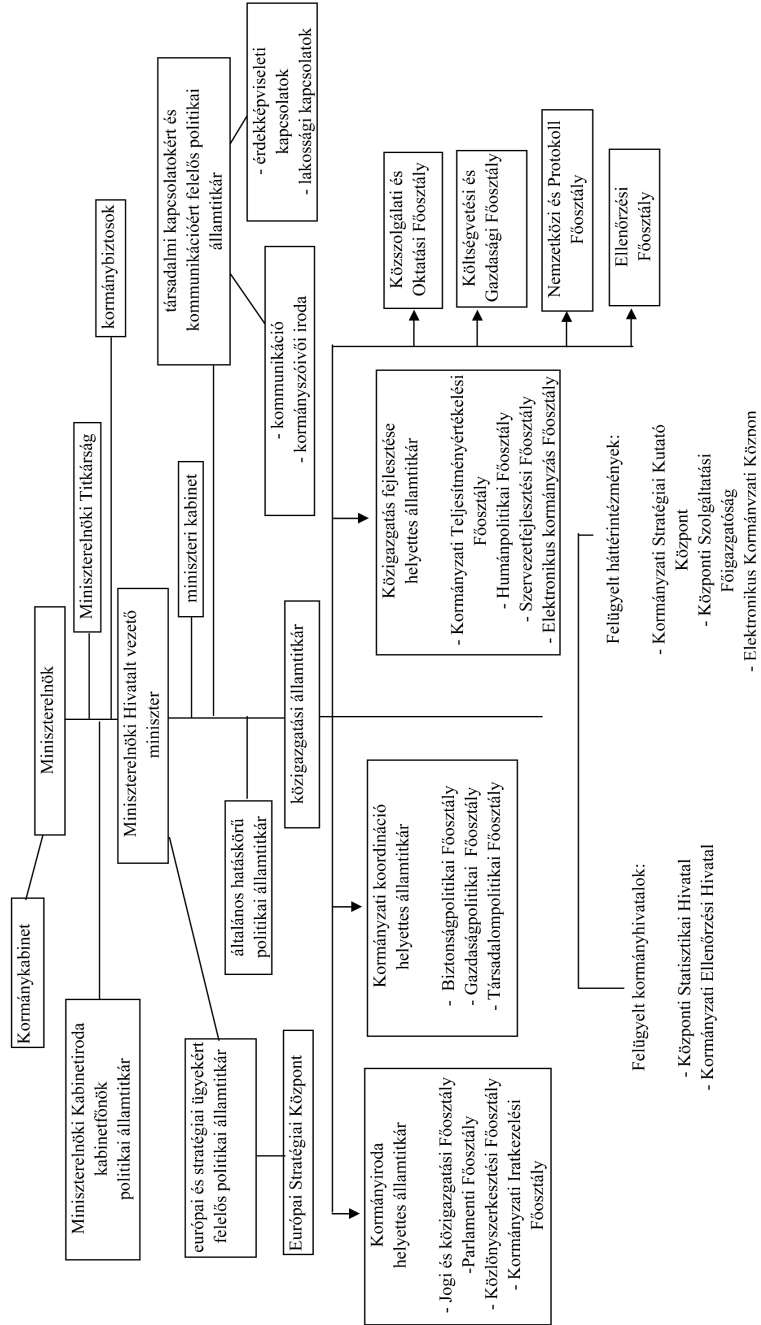 Miniszterelnök
Kormánykabinet
Miniszterelnöki Titkárság
kormánybiztosok
Miniszterelnöki Kabinetiroda
kabinetfőnök
politikai államtitkár
Miniszterelnöki Hivatalt vezető
miniszter
miniszteri kabinet
társadalmi kapcsolatokért és
kommunikációért felelős politikai
államtitkár
- kommunikáció
- kormányszóivői iroda
- érdekképviseleti
kapcsolatok
- lakossági kapcsolatok
európai és stratégiai ügyekért
felelős politikai államtitkár
Európai Stratégiai Központ
általános hatáskörű
politikai államtitkár
közigazgatási államtitkár
Kormányiroda
helyettes államtitkár
- Jogi és közigazgatási Főosztály
-Parlamenti Főosztály
- Közlönyszerkesztési Főosztály
- Kormányzati Iratkezelési
Főosztály
Kormányzati koordináció
helyettes államtitkár
- Biztonságpolitikai Főosztály
- Gazdaságpolitikai Főosztály
- Társadalompolitikai Főosztály
Közigazgatás fejlesztése
helyettes államtitkár
- Kormányzati Teljesítményértékelési
Főosztály
- Humánpolitikai Főosztály
- Szervezetfejlesztési Főosztály
- Elektronikus kormányzás Főosztály
Közszolgálati és
Oktatási Főosztály
Költségvetési és
Gazdasági Főosztály
Nemzetközi és Protokoll
Főosztály
Ellenőrzési
Főosztály
Felügyelt kormányhivatalok:
- Központi Statisztikai Hivatal
- Kormányzati Ellenőrzési Hivatal
Felügyelt háttérintézmények:
- Kormányzati Stratégiai Kutató
Központ
- Központi Szolgáltatási
Főigazgatóság
- Elektronikus Kormányzati Közpon